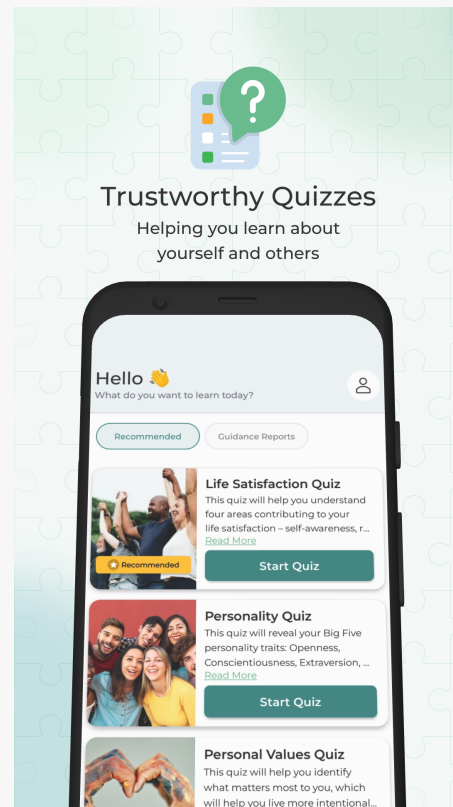 ?
Trustworthy Quizzes
Helping you learn about
yourself and others
Hello 👋
What do you want to learn today?
Recommended
Guidance Reports
Life Satisfaction Quiz
This quiz will help you understand
four areas contributing to your
life satisfaction – self-awareness, r...
Read More
Recommended
Start Quiz
Personality Quiz
This quiz will reveal your Big Five
personality traits: Openness,
Conscientiousness, Extraversion, ...
Read More
Start Quiz
Personal Values Quiz
This quiz will help you identify
what matters most to you, which
will help you live more intentional...